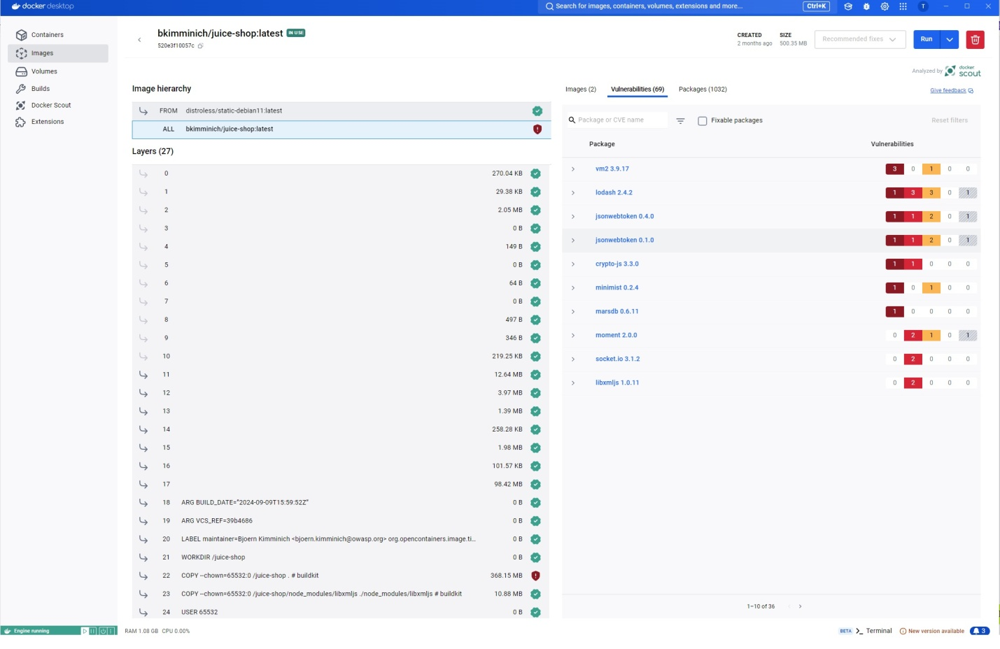 docker desktop
Search for images, containers, volumes, extensions and more...
Ctrl+K
T
Containers
Images
Volumes
Builds
Docker Scout
Extensions
bkimminich/juice-shop:latest IN USE
520e3f10057c
CREATED
2 months ago
SIZE
500.35 MB
Recommended fixes
Run
Analyzed by docker scout
Image hierarchy
FROM distroless/static-debian11:latest
ALL bkimminich/juice-shop:latest
Layers (27)
0 270.04 KB
1 29.38 KB
2 2.05 MB
3 0 B
4 149 B
5 0 B
6 64 B
7 0 B
8 497 B
9 346 B
10 219.25 KB
11 12.64 MB
12 3.97 MB
13 1.39 MB
14 258.28 KB
15 1.98 MB
16 101.57 KB
17 98.42 MB
18 ARG BUILD_DATE="2024-09-09T15:59:52Z" 0 B
19 ARG VCS_REF=39b4686 0 B
20 LABEL maintainer=Bjoern Kimminich <bjoern.kimminich@owasp.org> org.opencontainers.image.ti... 0 B
21 WORKDIR /juice-shop 0 B
22 COPY --chown=65532:0 /juice-shop . # buildkit 368.15 MB
23 COPY --chown=65532:0 /juice-shop/node_modules/libxmljs ./node_modules/libxmljs # buildkit 10.88 MB
24 USER 65532 0 B
Images (2) Vulnerabilities (69) Packages (1032)
Give feedback
Package or CVE name
Fixable packages
Reset filters
Package Vulnerabilities
vm2 3.9.17 3 0 1 0 0
lodash 2.4.2 1 3 3 0 1
jsonwebtoken 0.4.0 1 1 2 0 1
jsonwebtoken 0.1.0 1 1 2 0 1
crypto-js 3.3.0 1 1 0 0 0
minimist 0.2.4 1 0 1 0 0
marsdb 0.6.11 1 0 0 0 0
moment 2.0.0 0 2 1 0 1
socket.io 3.1.2 0 2 0 0 0
libxmljs 1.0.11 0 2 0 0 0
1–10 of 36
Engine running
RAM 1.08 GB CPU 0.00%
BETA >_ Terminal
New version available
3